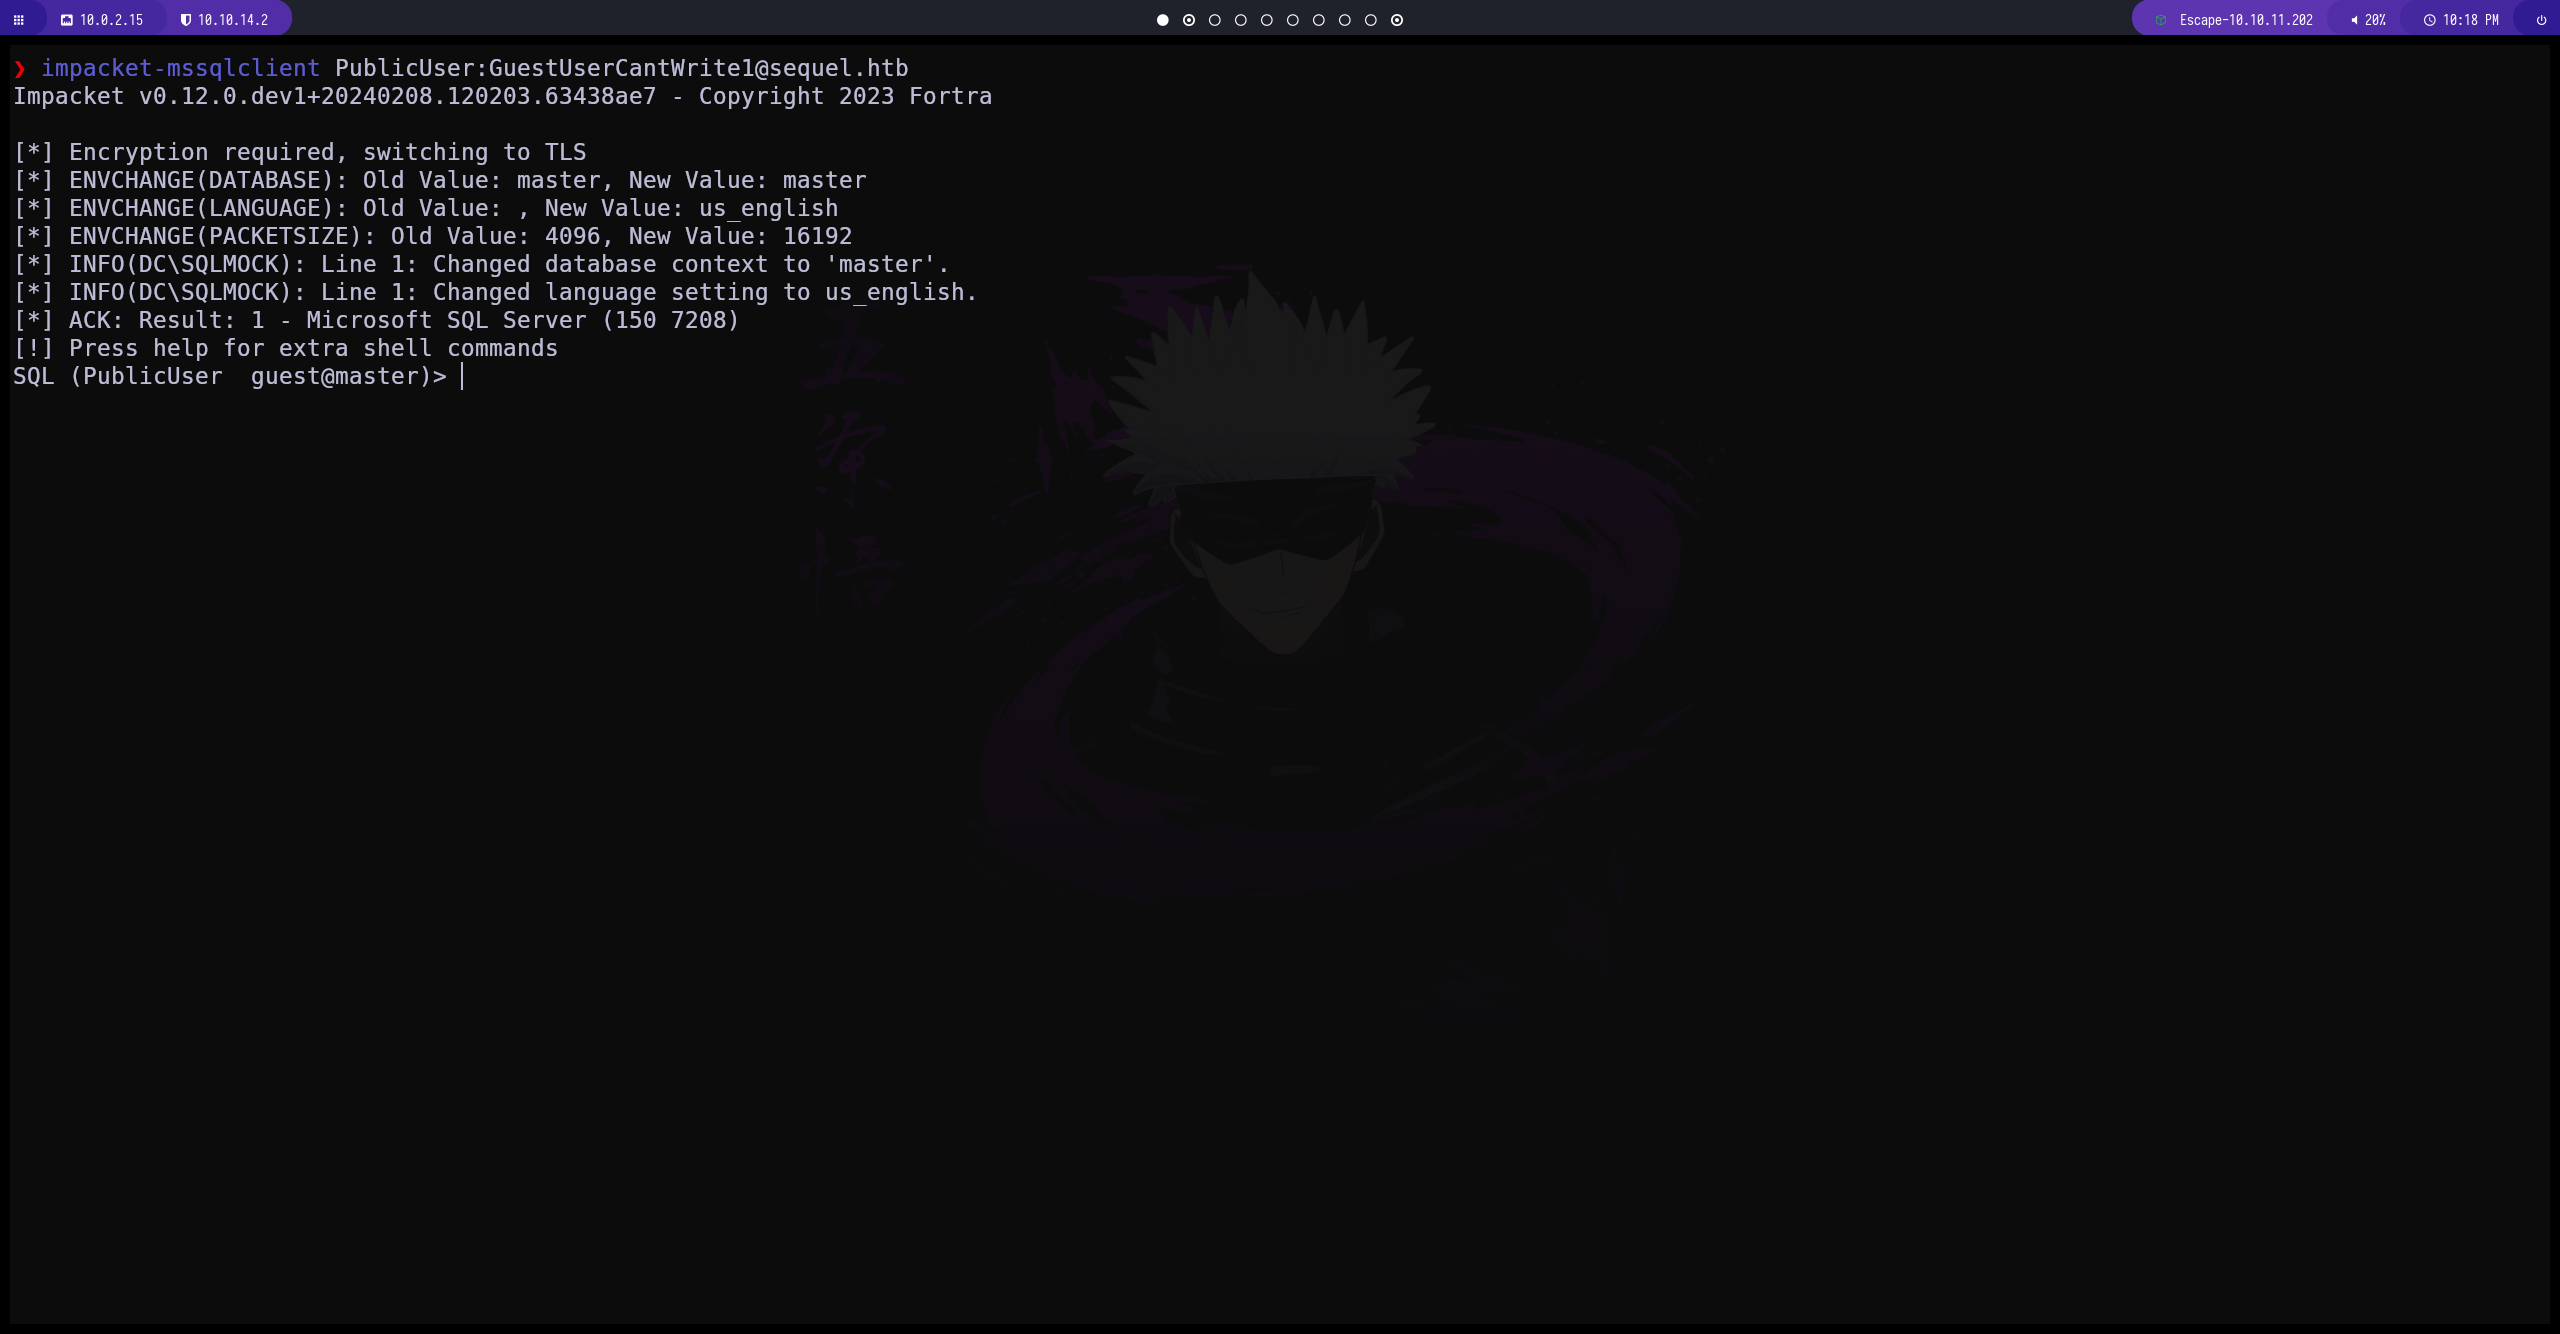 10.0.2.15 10.10.14.2 Escape-10.10.11.202 20% 10:18 PM
❯ impacket-mssqlclient PublicUser:GuestUserCantWrite1@sequel.htb
Impacket v0.12.0.dev1+20240208.120203.63438ae7 - Copyright 2023 Fortra
[*] Encryption required, switching to TLS
[*] ENVCHANGE(DATABASE): Old Value: master, New Value: master
[*] ENVCHANGE(LANGUAGE): Old Value: , New Value: us_english
[*] ENVCHANGE(PACKETSIZE): Old Value: 4096, New Value: 16192
[*] INFO(DC\SQLMOCK): Line 1: Changed database context to 'master'.
[*] INFO(DC\SQLMOCK): Line 1: Changed language setting to us_english.
[*] ACK: Result: 1 - Microsoft SQL Server (150 7208)
[!] Press help for extra shell commands
SQL (PublicUser  guest@master)>
五条悟